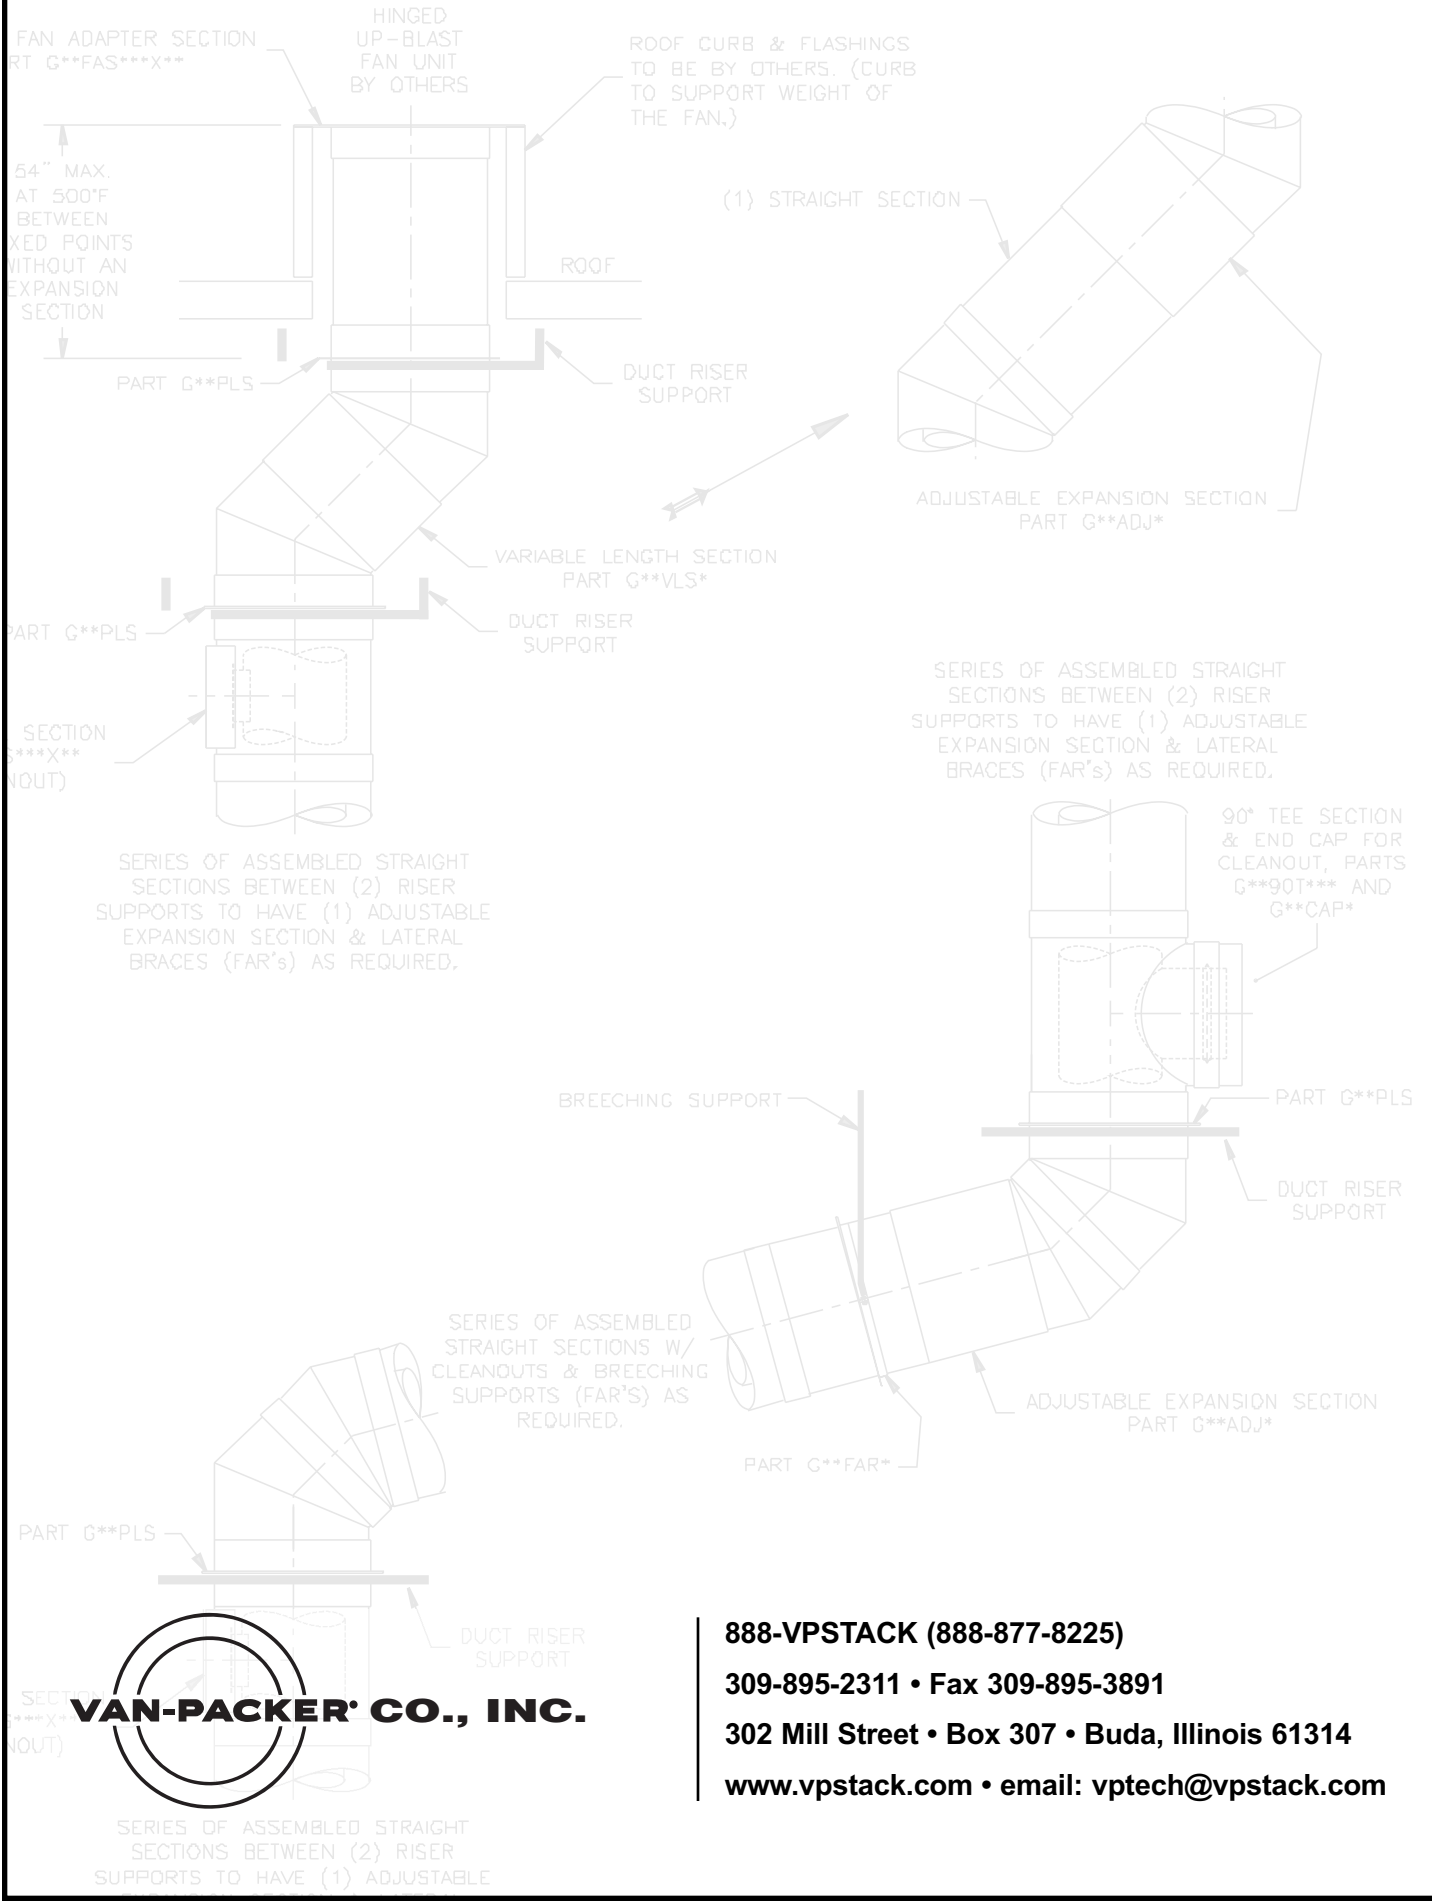 FAN ADAPTER SECTION
RT G**FAS***X**
HINGED
UP-BLAST
FAN UNIT
BY OTHERS
ROOF CURB & FLASHINGS
TO BE BY OTHERS. (CURB
TO SUPPORT WEIGHT OF
THE FAN.)
54" MAX.
AT 500°F
BETWEEN
XED POINTS
WITHOUT AN
EXPANSION
SECTION
(1) STRAIGHT SECTION
ROOF
PART G**PLS
DUCT RISER
SUPPORT
ADJUSTABLE EXPANSION SECTION
PART G**ADJ*
VARIABLE LENGTH SECTION
PART G**VLS*
PART G**PLS
DUCT RISER
SUPPORT
SECTION
S***X**
NOUT)
SERIES OF ASSEMBLED STRAIGHT
SECTIONS BETWEEN (2) RISER
SUPPORTS TO HAVE (1) ADJUSTABLE
EXPANSION SECTION & LATERAL
BRACES (FAR's) AS REQUIRED.
90° TEE SECTION
& END CAP FOR
CLEANOUT, PARTS
G**90T*** AND
G**CAP*
SERIES OF ASSEMBLED STRAIGHT
SECTIONS BETWEEN (2) RISER
SUPPORTS TO HAVE (1) ADJUSTABLE
EXPANSION SECTION & LATERAL
BRACES (FAR's) AS REQUIRED.
BREECHING SUPPORT
PART G**PLS
DUCT RISER
SUPPORT
SERIES OF ASSEMBLED
STRAIGHT SECTIONS W/
CLEANOUTS & BREECHING
SUPPORTS (FAR'S) AS
REQUIRED.
ADJUSTABLE EXPANSION SECTION
PART G**ADJ*
PART G**FAR*
PART G**PLS
DUCT RISER
SUPPORT
SECTION
S***X**
NOUT)
VAN-PACKER® CO., INC.
888-VPSTACK (888-877-8225)
309-895-2311 • Fax 309-895-3891
302 Mill Street • Box 307 • Buda, Illinois 61314
www.vpstack.com • email: vptech@vpstack.com
SERIES OF ASSEMBLED STRAIGHT
SECTIONS BETWEEN (2) RISER
SUPPORTS TO HAVE (1) ADJUSTABLE